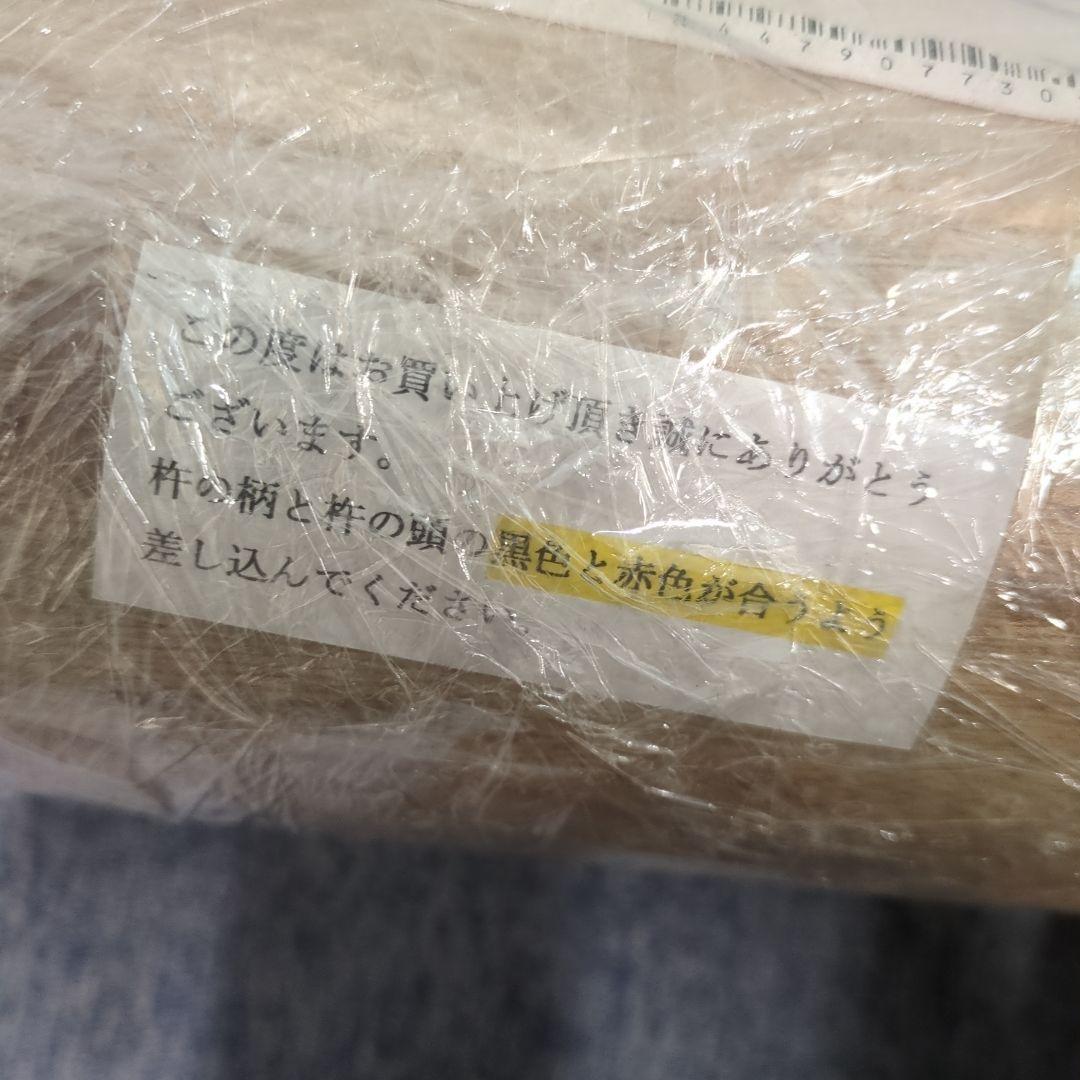 447907730
この度はお買い上げ頂き誠にありがとう
ございます。
杵の柄と杵の頭の黒色と赤色が合うよう
差し込んでください。